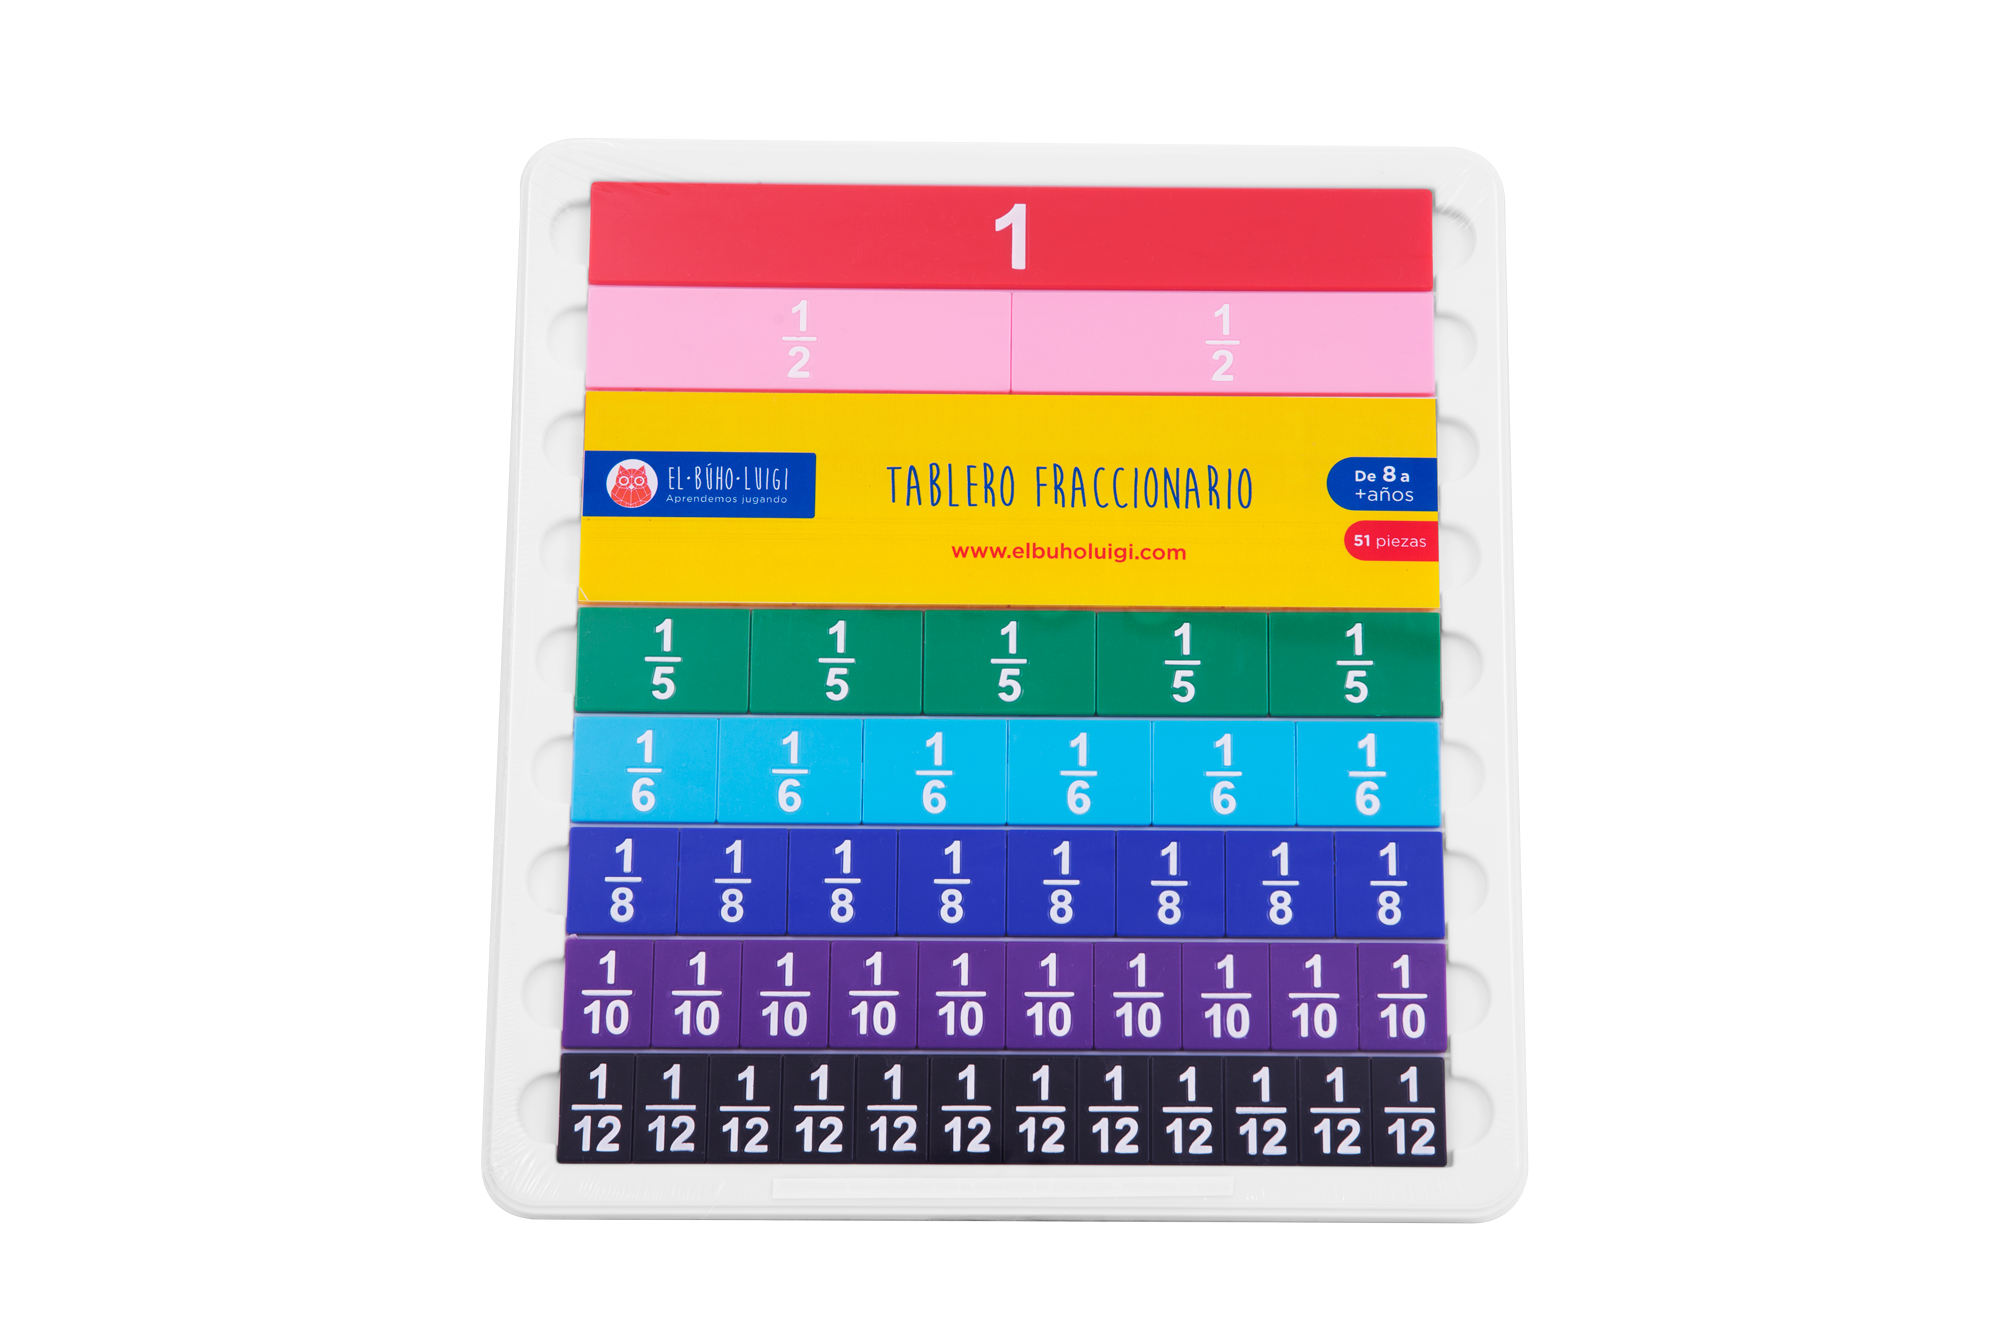 1
1/2 1/2
EL·BÚHO·LUIGI
Aprendemos jugando
TABLERO FRACCIONARIO
www.elbuholuigi.com
De 8 a
+años
51 piezas
1/5 1/5 1/5 1/5 1/5
1/6 1/6 1/6 1/6 1/6 1/6
1/8 1/8 1/8 1/8 1/8 1/8 1/8 1/8
1/10 1/10 1/10 1/10 1/10 1/10 1/10 1/10 1/10 1/10
1/12 1/12 1/12 1/12 1/12 1/12 1/12 1/12 1/12 1/12 1/12 1/12